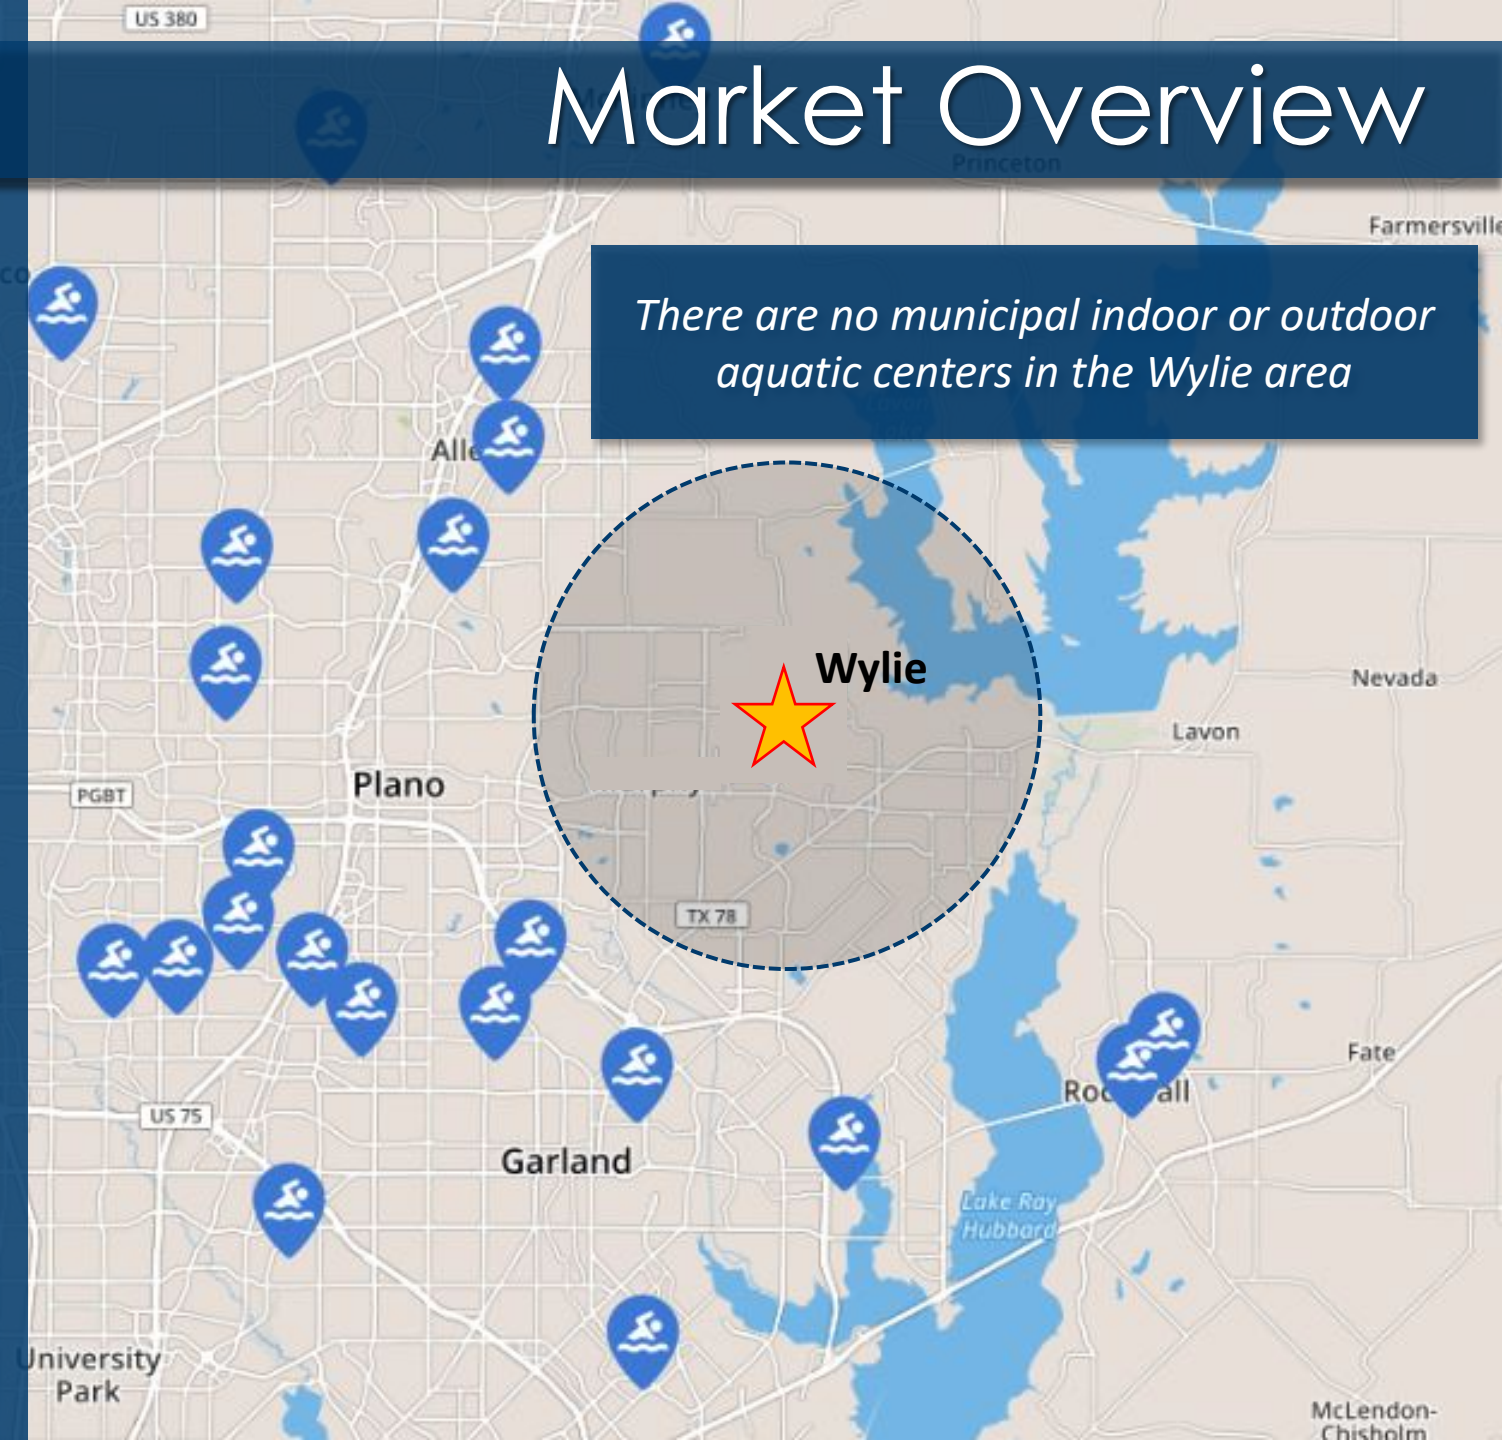 US 380
Market Overview
Princeton
Farmersville
There are no municipal indoor or outdoor
aquatic centers in the Wylie area
Wylie
Nevada
Lavon
Plano
PGBT
TX 78
Fate
US 75
Garland
Lake Ray
Hubbard
University
Park
McLendon-
Chisholm